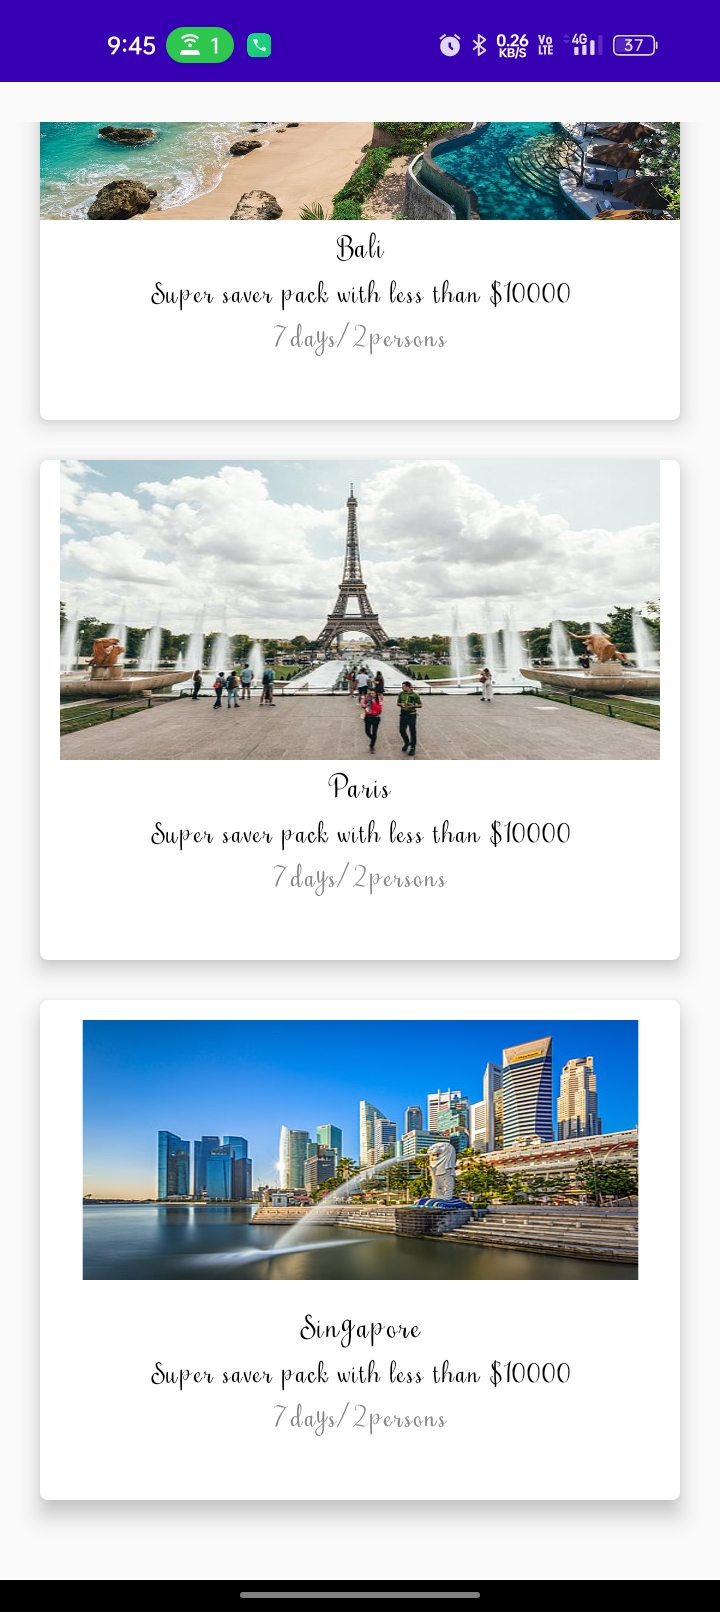 9:45
1
0.26
KB/S
Vo
LTE
4G
37
Bali
Super saver pack with less than $10000
7days/2persons
Paris
Super saver pack with less than $10000
7days/2persons
Singapore
Super saver pack with less than $10000
7days/2persons